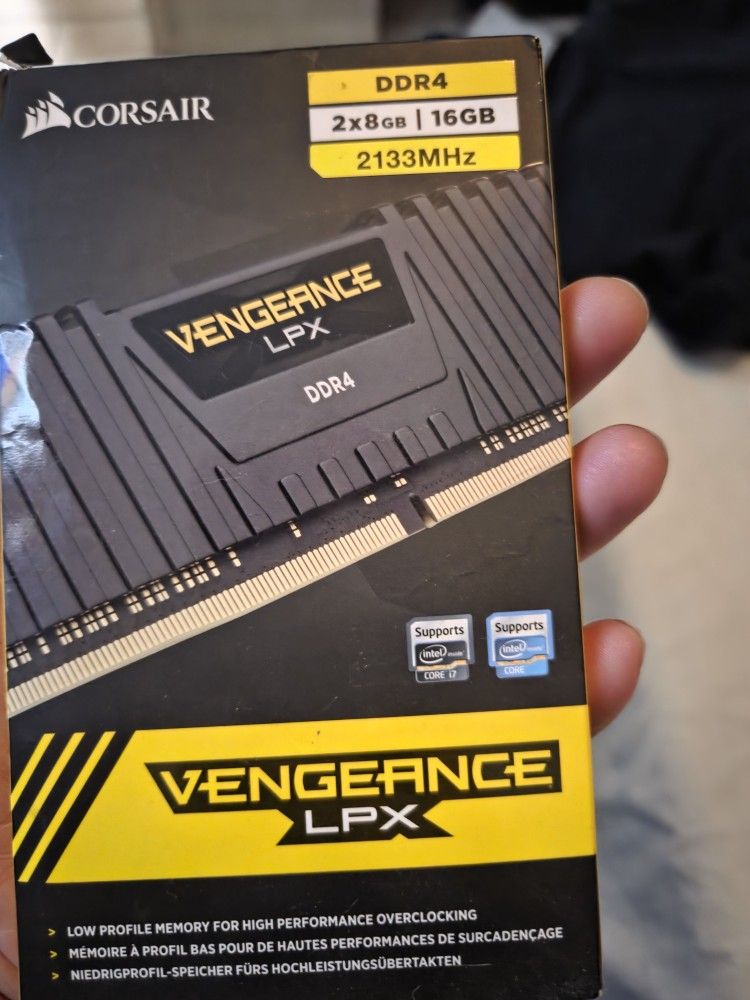 CORSAIR
DDR4
2x8GB | 16GB
2133MHz
VENGEANCE
LPX
DDR4
Supports
intel inside
CORE i7
Supports
intel inside
CORE
VENGEANCE
LPX
> LOW PROFILE MEMORY FOR HIGH PERFORMANCE OVERCLOCKING
> MÉMOIRE À PROFIL BAS POUR DE HAUTES PERFORMANCES DE SURCADENÇAGE
> NIEDRIGPROFIL-SPEICHER FÜRS HOCHLEISTUNGSÜBERTAKTEN